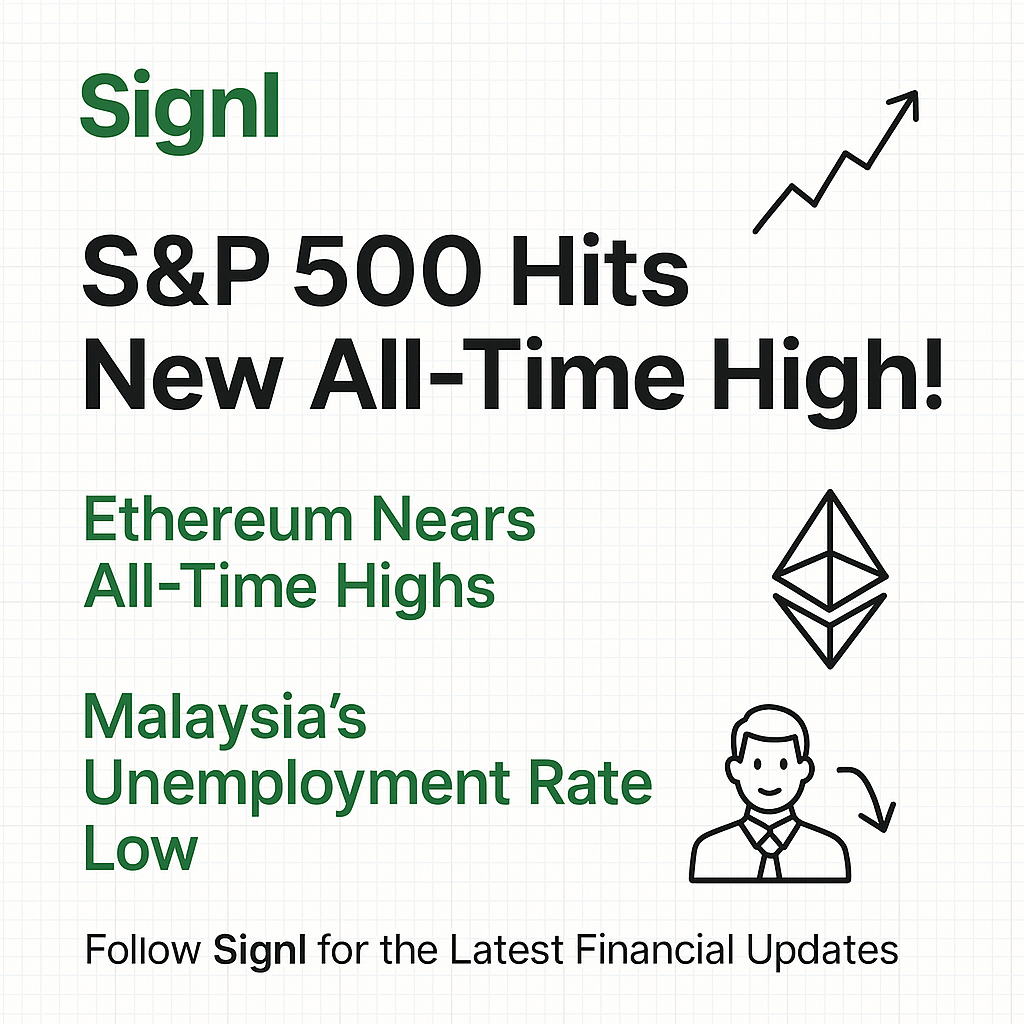 Signl
S&P 500 Hits
New All-Time High!
Ethereum Nears
All-Time Highs
Malaysia’s
Unemployment Rate
Low
Follow Signl for the Latest Financial Updates